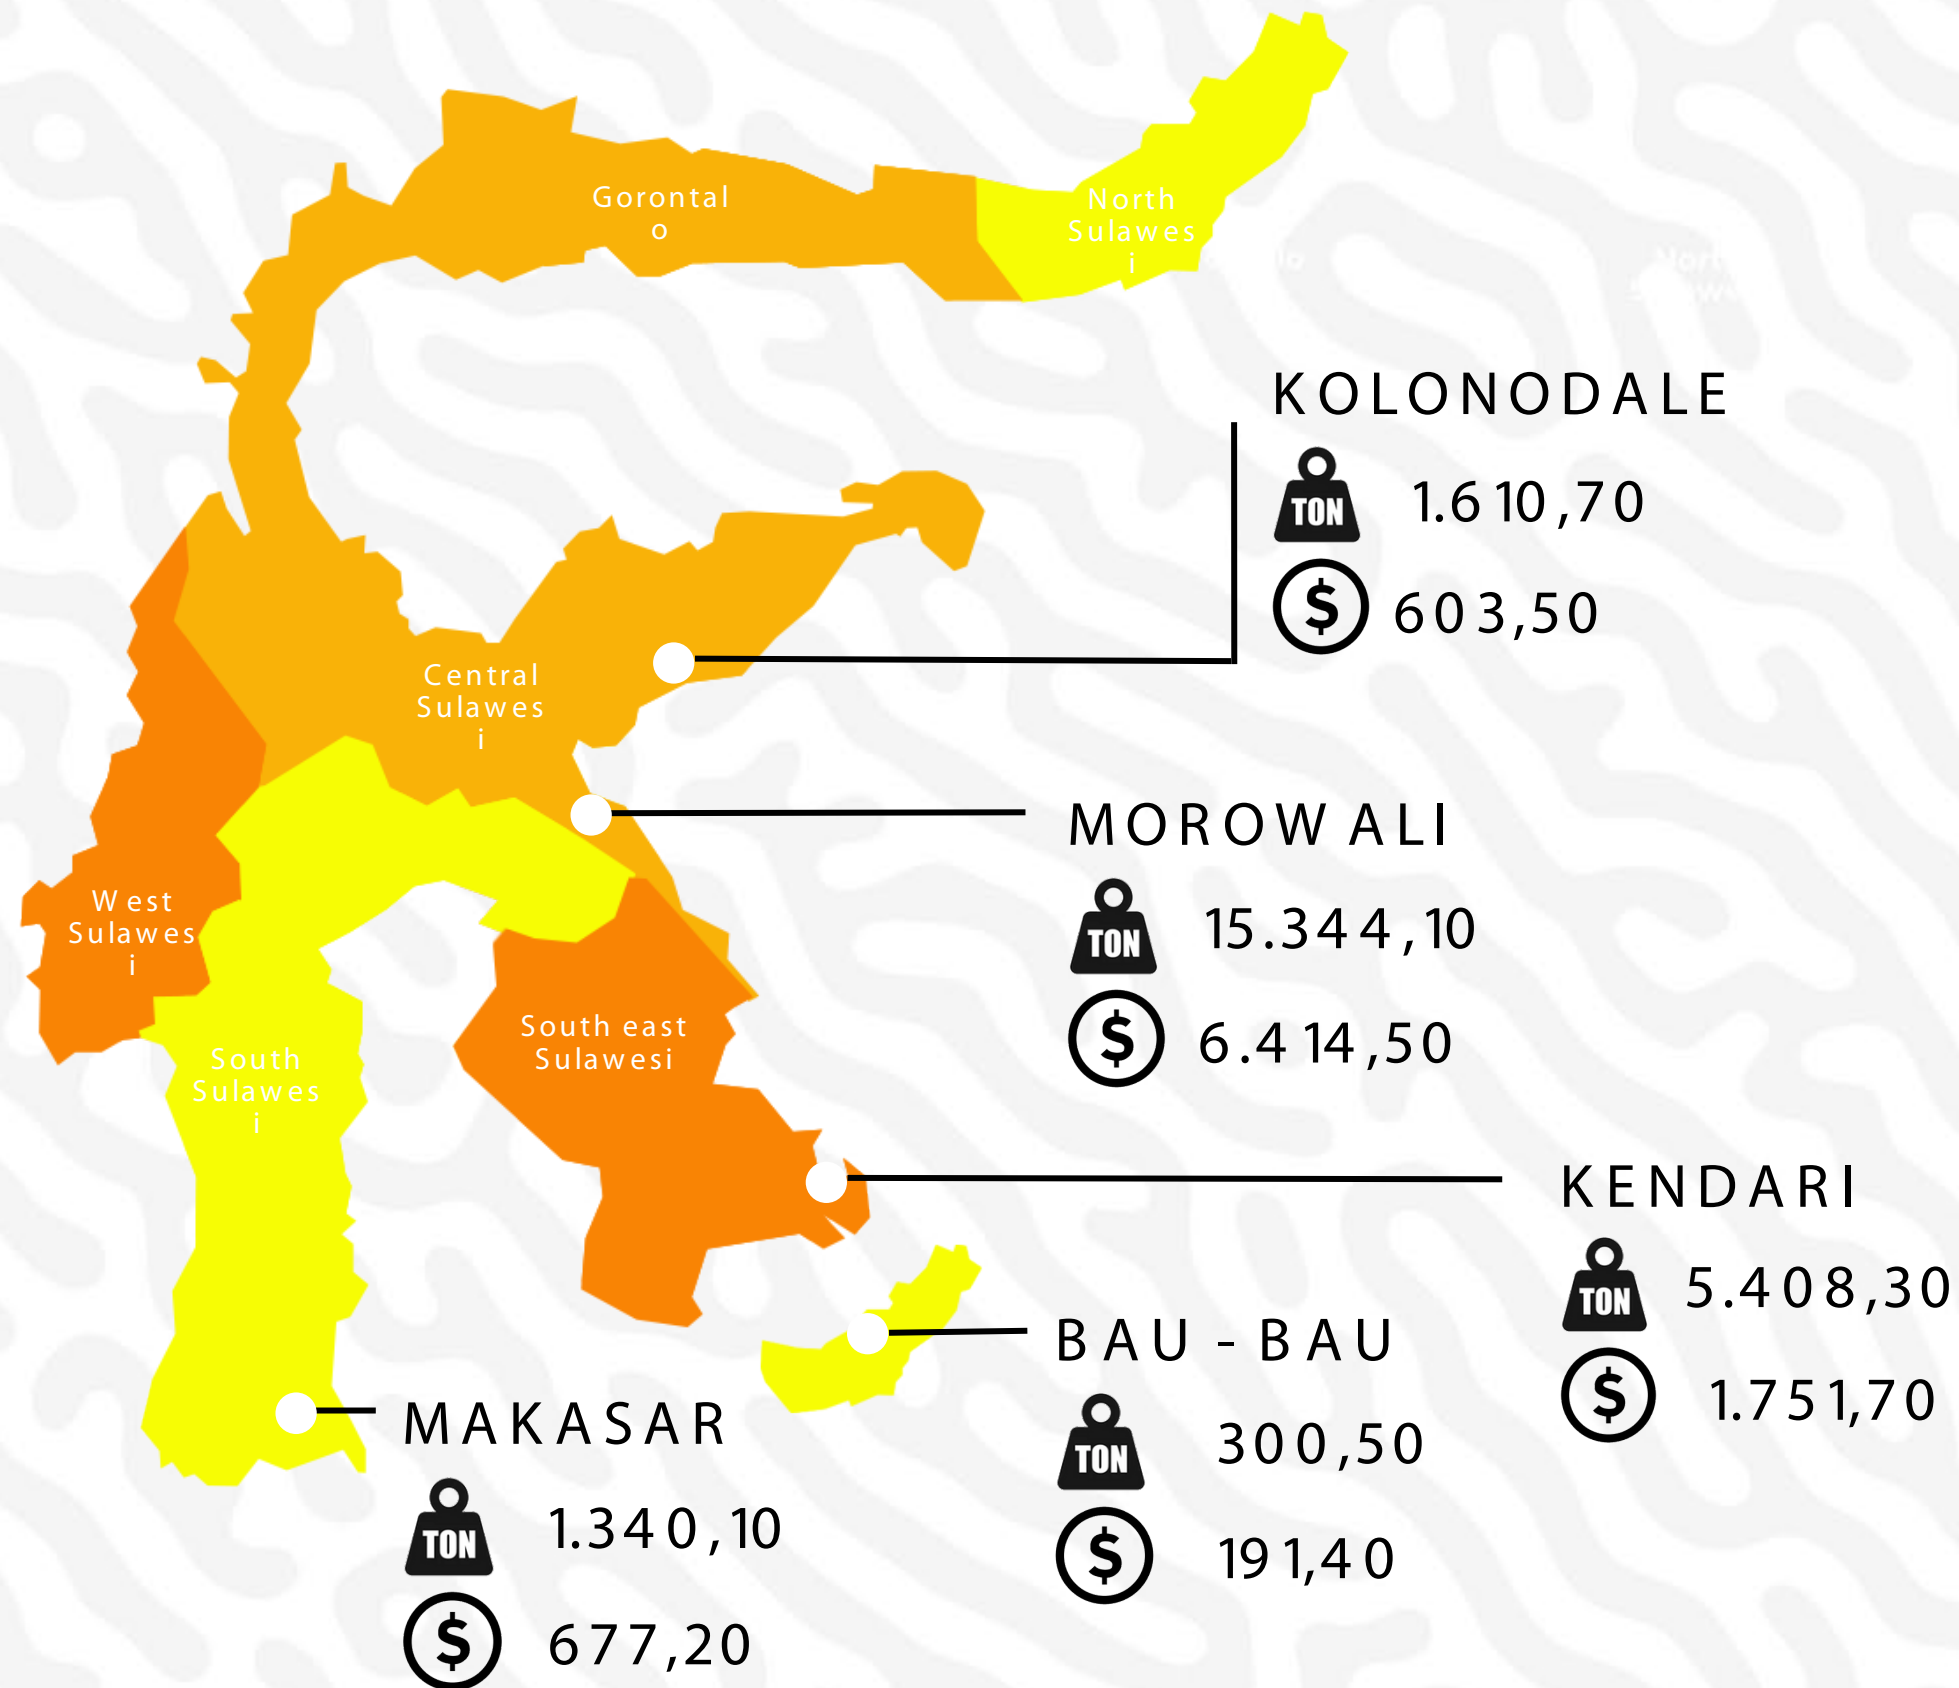 Gorontal
o
North
Sulawes
i
KOLONODALE
TON
1.610,70
$
603,50
Central
Sulawes
i
MOROWALI
TON
15.344,10
$
6.414,50
West
Sulawes
i
South east
Sulawesi
South
Sulawes
i
KENDARI
TON
5.408,30
$
1.751,70
BAU - BAU
TON
300,50
$
191,40
MAKASAR
TON
1.340,10
$
677,20